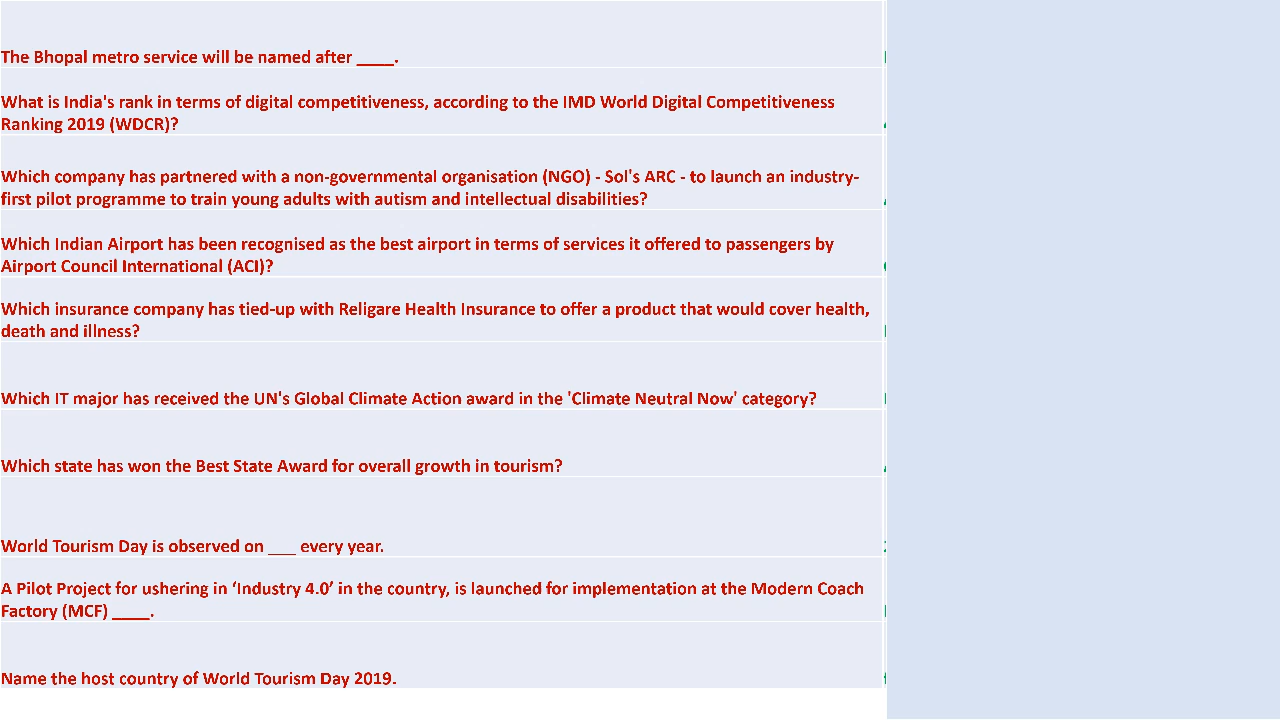 The Bhopal metro service will be named after ____.
What is India's rank in terms of digital competitiveness, according to the IMD World Digital Competitiveness
Ranking 2019 (WDCR)?
Which company has partnered with a non-governmental organisation (NGO) - Sol's ARC - to launch an industry-
first pilot programme to train young adults with autism and intellectual disabilities?
Which Indian Airport has been recognised as the best airport in terms of services it offered to passengers by
Airport Council International (ACI)?
Which insurance company has tied-up with Religare Health Insurance to offer a product that would cover health,
death and illness?
Which IT major has received the UN's Global Climate Action award in the 'Climate Neutral Now' category?
Which state has won the Best State Award for overall growth in tourism?
World Tourism Day is observed on ___ every year.
A Pilot Project for ushering in ‘Industry 4.0’ in the country, is launched for implementation at the Modern Coach
Factory (MCF) ____.
Name the host country of World Tourism Day 2019.